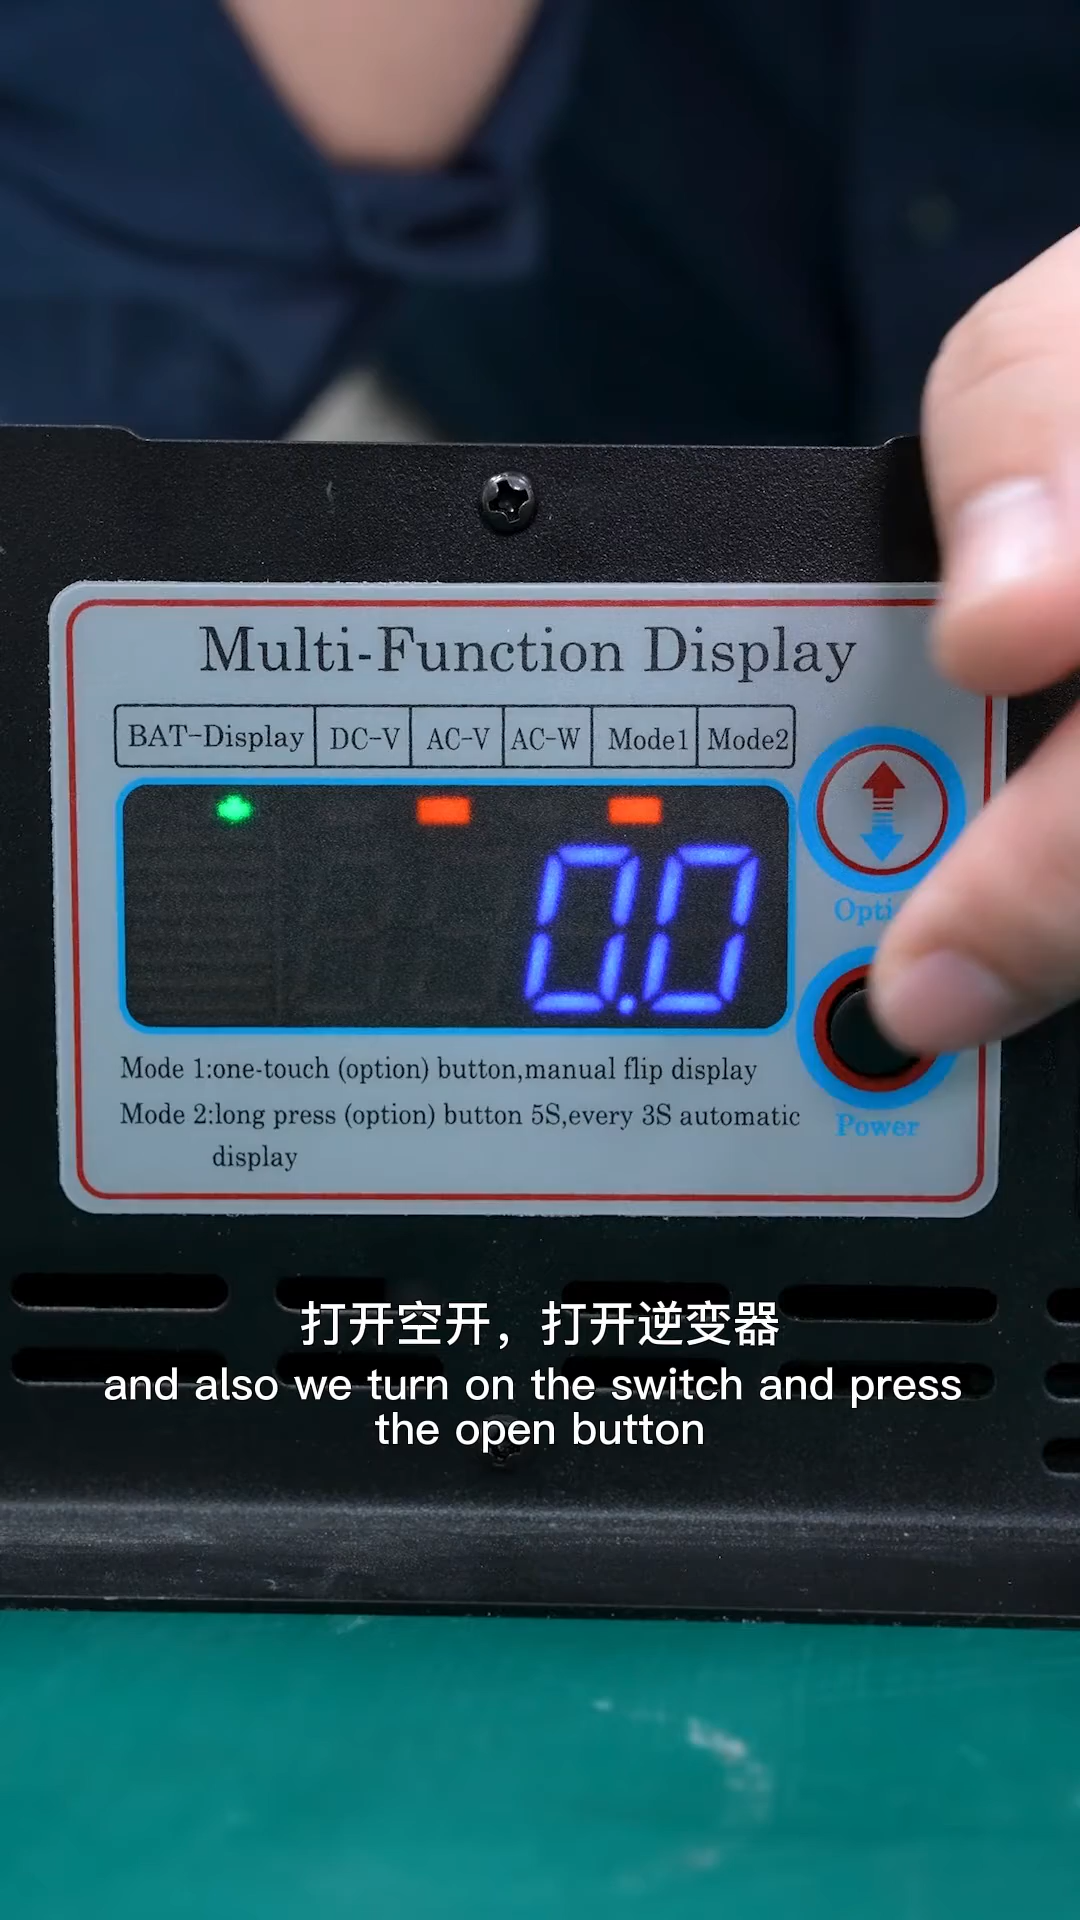 Multi-Function Display
BAT-Display DC-V AC-V AC-W Mode1 Mode2
0.0
Mode 1:one-touch (option) button,manual flip display
Mode 2:long press (option) button 5S,every 3S automatic
display
Power
打开空开，打开逆变器
and also we turn on the switch and press
the open button